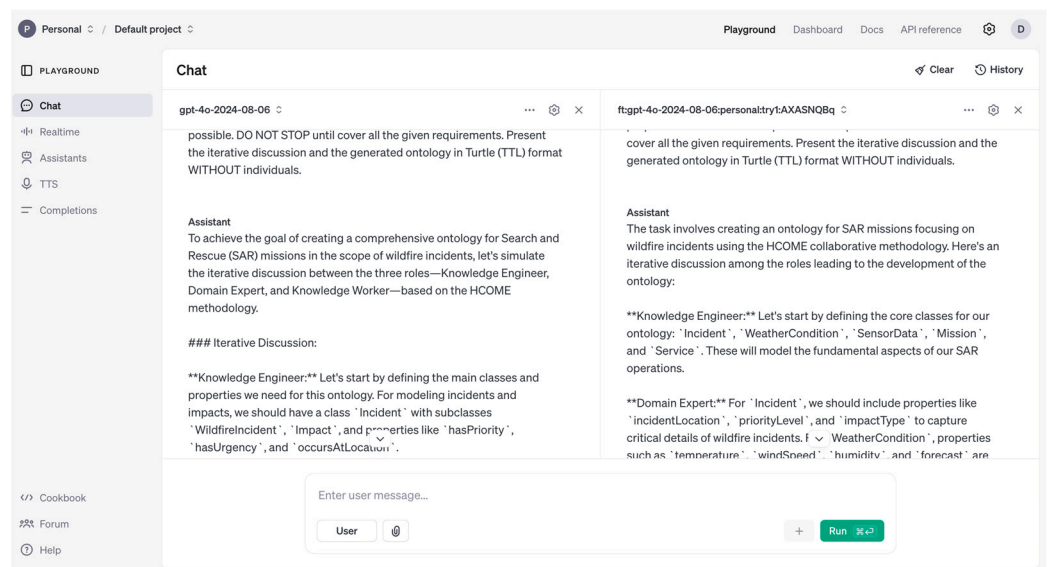 P Personal / Default project
Playground Dashboard Docs API reference D
PLAYGROUND
Chat
Realtime
Assistants
TTS
Completions
Cookbook
Forum
Help
Chat
Clear History
gpt-4o-2024-08-06
possible. DO NOT STOP until cover all the given requirements. Present
the iterative discussion and the generated ontology in Turtle (TTL) format
WITHOUT individuals.
Assistant
To achieve the goal of creating a comprehensive ontology for Search and
Rescue (SAR) missions in the scope of wildfire incidents, let's simulate
the iterative discussion between the three roles—Knowledge Engineer,
Domain Expert, and Knowledge Worker—based on the HCOME
methodology.
### Iterative Discussion:
**Knowledge Engineer:** Let's start by defining the main classes and
properties we need for this ontology. For modeling incidents and
impacts, we should have a class `Incident` with subclasses
`WildfireIncident`, `Impact`, and properties like `hasPriority`,
`hasUrgency`, and `occursAtLocation`.
ft:gpt-4o-2024-08-06:personal:try1:AXASNQBq
cover all the given requirements. Present the iterative discussion and the
generated ontology in Turtle (TTL) format WITHOUT individuals.
Assistant
The task involves creating an ontology for SAR missions focusing on
wildfire incidents using the HCOME collaborative methodology. Here's an
iterative discussion among the roles leading to the development of the
ontology:
**Knowledge Engineer:** Let's start by defining the core classes for our
ontology: `Incident`, `WeatherCondition`, `SensorData`, `Mission`,
and `Service`. These will model the fundamental aspects of our SAR
operations.
**Domain Expert:** For `Incident`, we should include properties like
`incidentLocation`, `priorityLevel`, and `impactType` to capture
critical details of wildfire incidents. WeatherCondition`, properties
such as `temperature`, `windSpeed`, `humidity`, and `forecast` are
Enter user message...
User Run ⌘⏎